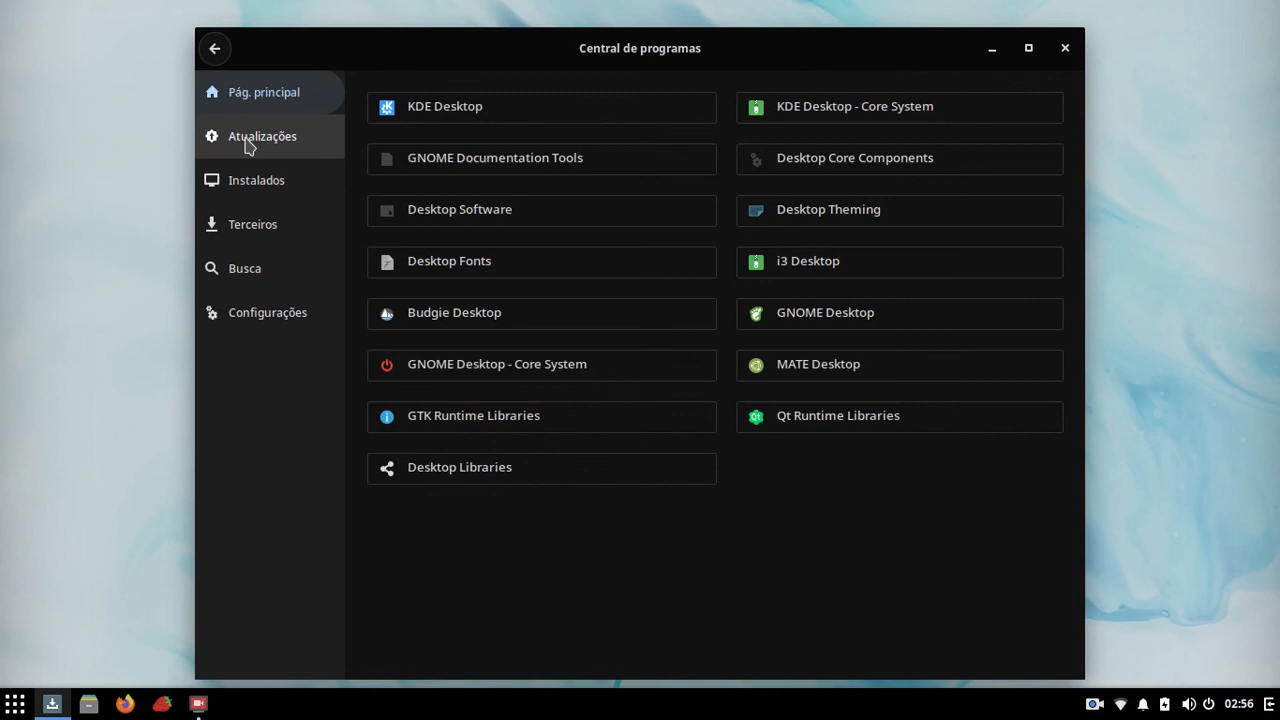 Central de programas
Pág. principal
Atualizações
Instalados
Terceiros
Busca
Configurações
KDE Desktop
KDE Desktop - Core System
GNOME Documentation Tools
Desktop Core Components
Desktop Software
Desktop Theming
Desktop Fonts
i3 Desktop
Budgie Desktop
GNOME Desktop
GNOME Desktop - Core System
MATE Desktop
GTK Runtime Libraries
Qt Runtime Libraries
Desktop Libraries
02:56